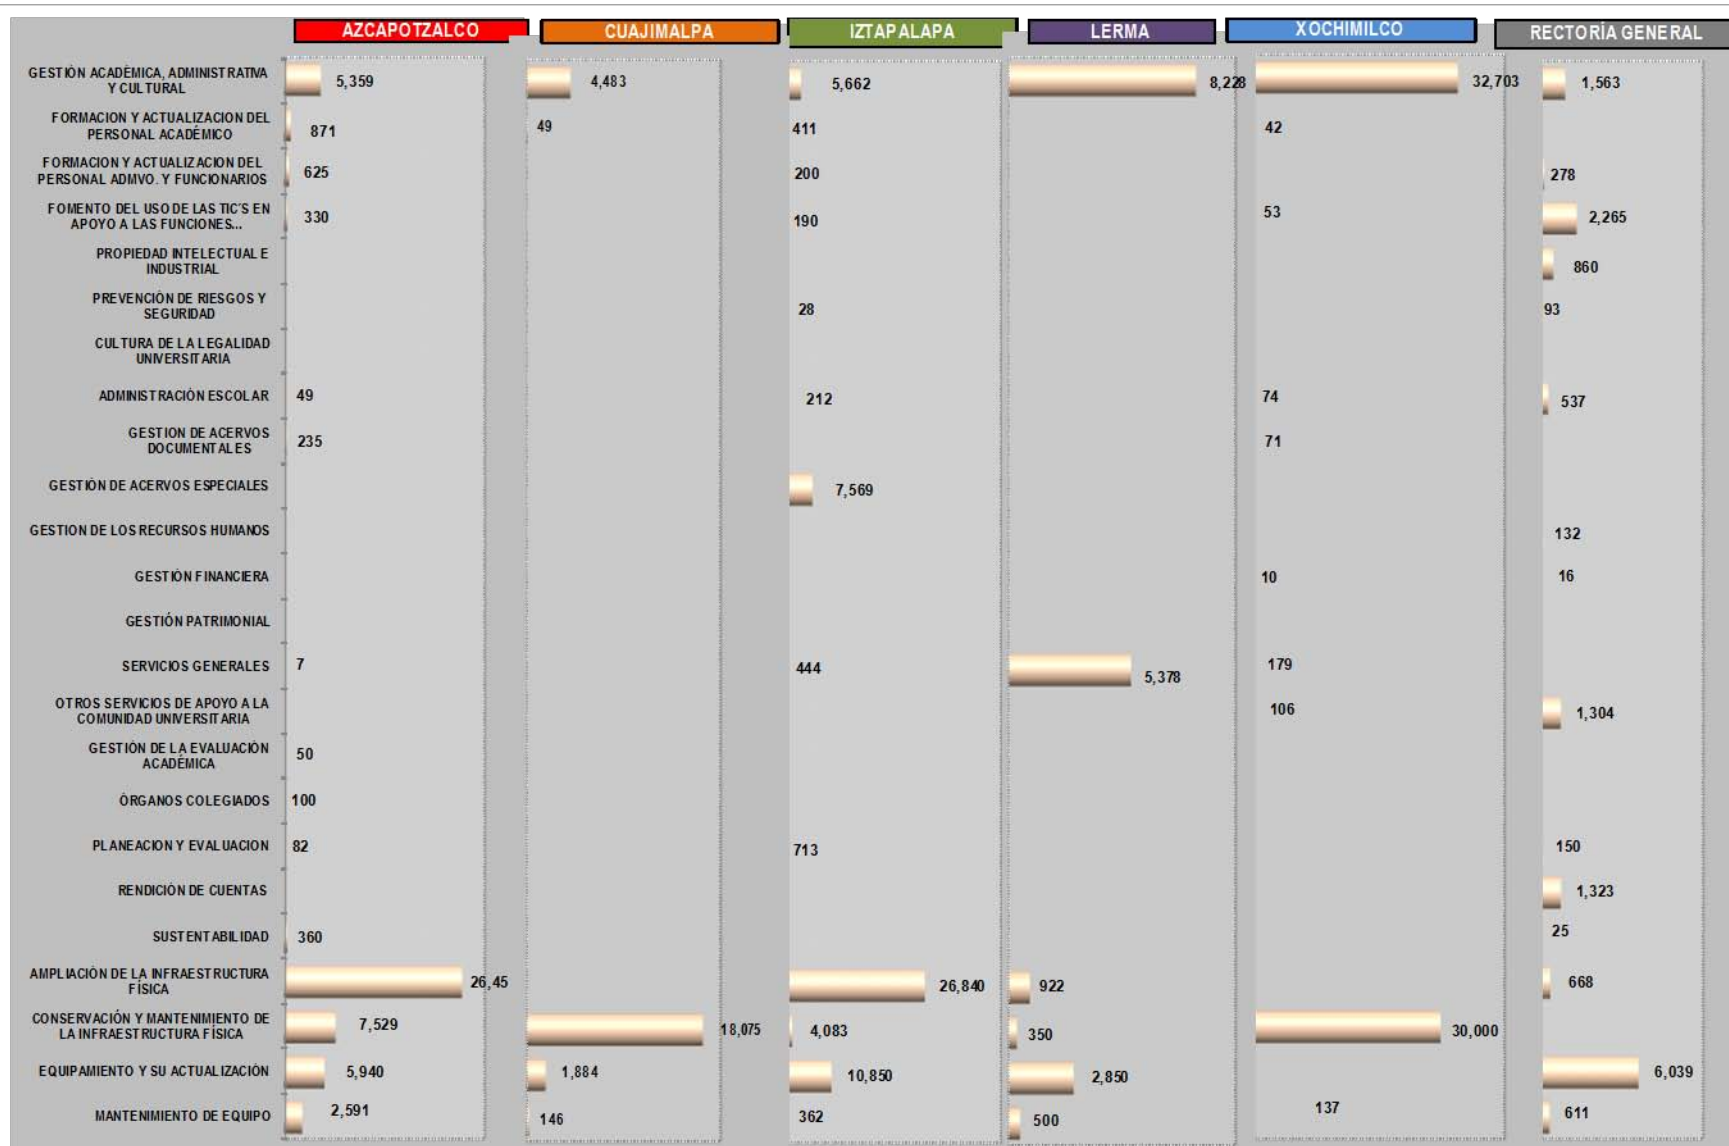 AZCAPOTZALCO CUAJIMALPA IZTAPALAPA LERMA XOCHIMILCO RECTORÍA GENERAL
GESTIÓN ACADÉMICA, ADMINISTRATIVA
Y CULTURAL
5,359 4,483 5,662 8,228 32,703 1,563
FORMACION Y ACTUALIZACION DEL
PERSONAL ACADÉMICO
871 49 411 42
FORMACION Y ACTUALIZACION DEL
PERSONAL ADMVO. Y FUNCIONARIOS
625 200 278
FOMENTO DEL USO DE LAS TIC'S EN
APOYO A LAS FUNCIONES...
330 190 53 2,265
PROPIEDAD INTELECTUAL E
INDUSTRIAL
860
PREVENCIÓN DE RIESGOS Y
SEGURIDAD
28 93
CULTURA DE LA LEGALIDAD
UNIVERSITARIA
ADMINISTRACIÓN ESCOLAR 49 212 74 537
GESTION DE ACERVOS
DOCUMENTALES
235 71
GESTIÓN DE ACERVOS ESPECIALES 7,569
GESTION DE LOS RECURSOS HUMANOS 132
GESTIÓN FINANCIERA 10 16
GESTIÓN PATRIMONIAL
SERVICIOS GENERALES 7 444 5,378 179
OTROS SERVICIOS DE APOYO A LA
COMUNIDAD UNIVERSITARIA
106 1,304
GESTIÓN DE LA EVALUACIÓN
ACADÉMICA
50
ÓRGANOS COLEGIADOS 100
PLANEACION Y EVALUACION 82 713 150
RENDICIÓN DE CUENTAS 1,323
SUSTENTABILIDAD 360 25
AMPLIACIÓN DE LA INFRAESTRUCTURA
FÍSICA
26,45 26,840 922 668
CONSERVACIÓN Y MANTENIMIENTO DE
LA INFRAESTRUCTURA FÍSICA
7,529 18,075 4,083 350 30,000
EQUIPAMIENTO Y SU ACTUALIZACIÓN 5,940 1,884 10,850 2,850 6,039
MANTENIMIENTO DE EQUIPO 2,591 146 362 500 137 611